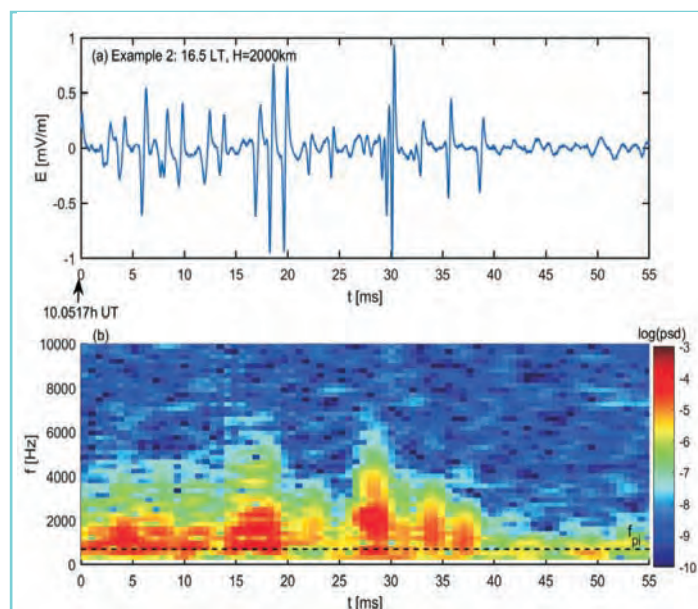 (a) Example 2: 16.5 LT, H=2000km
1
0.5
0
-0.5
-1
E [mV/m]
0 5 10 15 20 25 30 35 40 45 50 55
t [ms]
10.0517h UT
(b)
log(psd)
10000
8000
6000
4000
2000
0
f [Hz]
f_pi
-3
-4
-5
-6
-7
-8
-9
-10
0 5 10 15 20 25 30 35 40 45 50 55
t [ms]